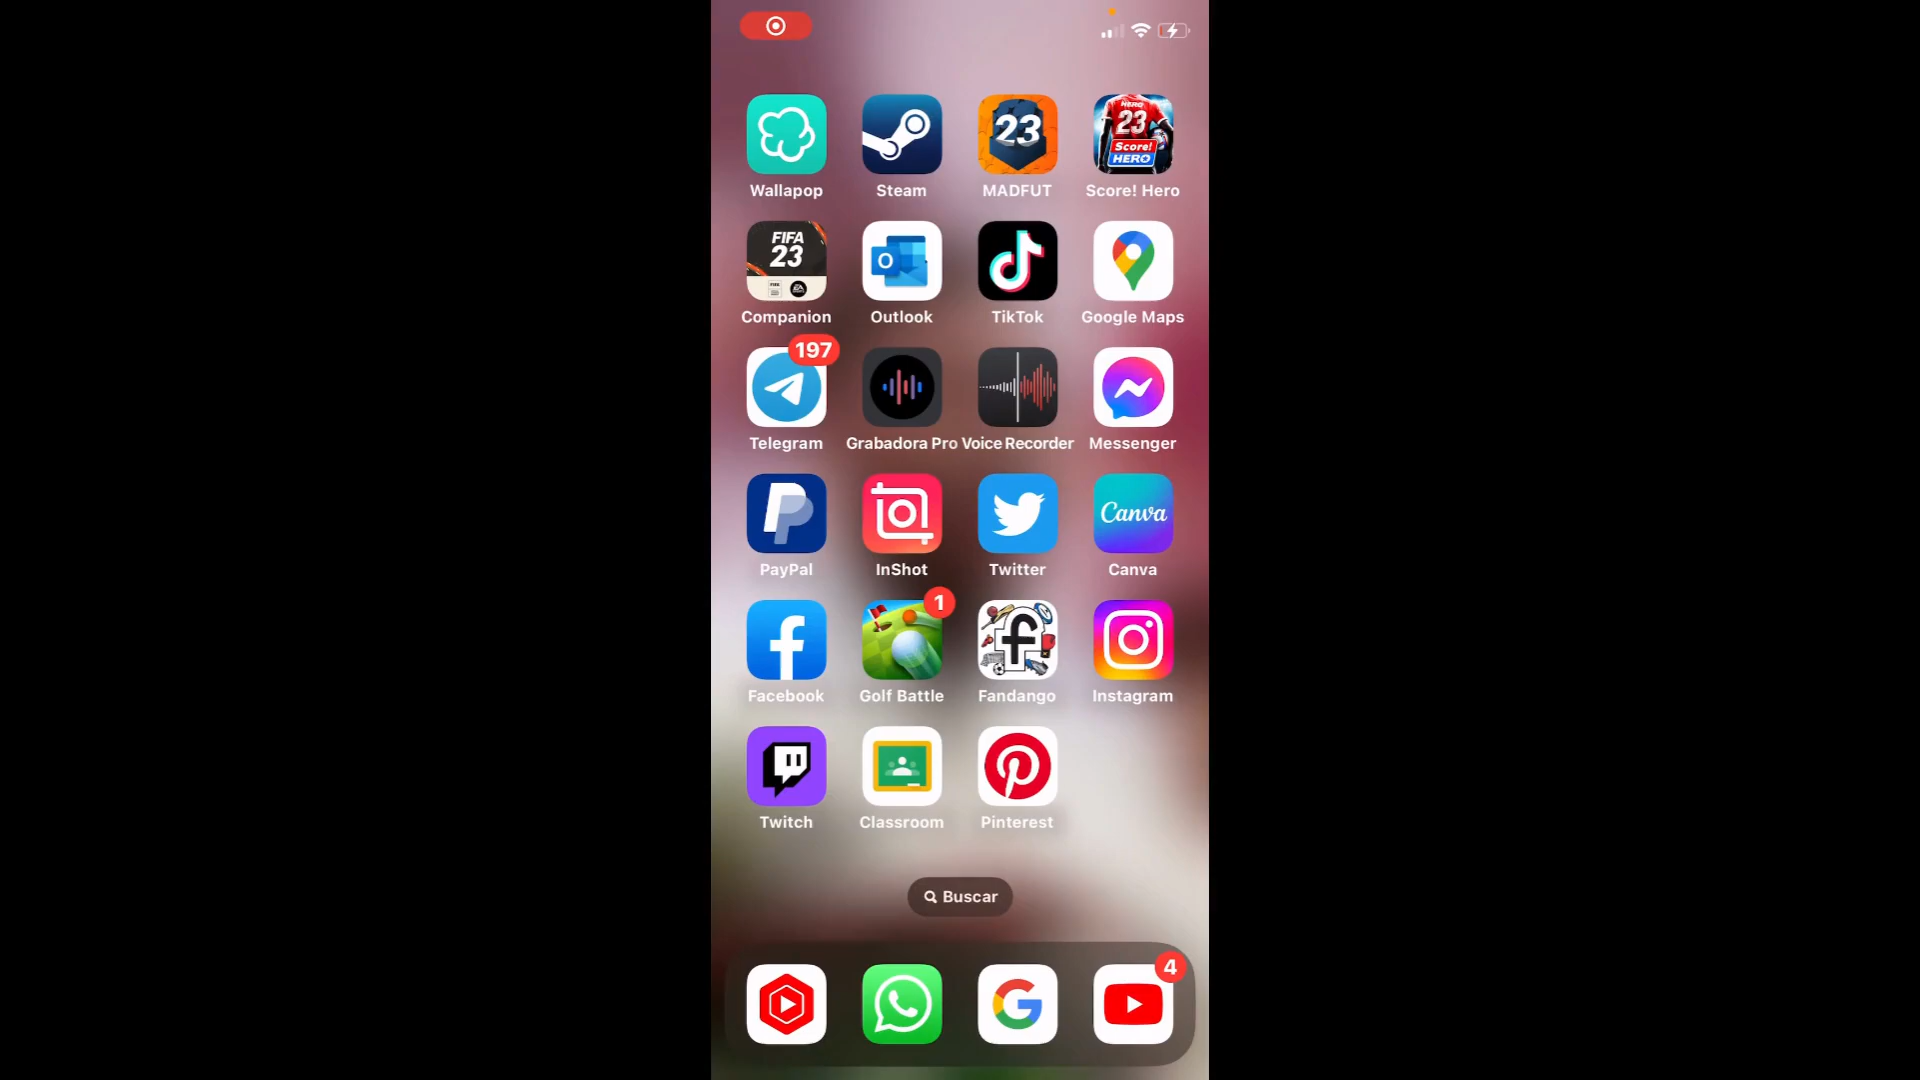 23
HERO
23
Score!
HERO
Wallapop Steam MADFUT Score! Hero
FIFA
23
O
Companion Outlook TikTok Google Maps
197
Telegram Grabadora Pro Voice Recorder Messenger
Canva
PayPal InShot Twitter Canva
1
f
Facebook Golf Battle Fandango Instagram
Twitch Classroom Pinterest
Buscar
4